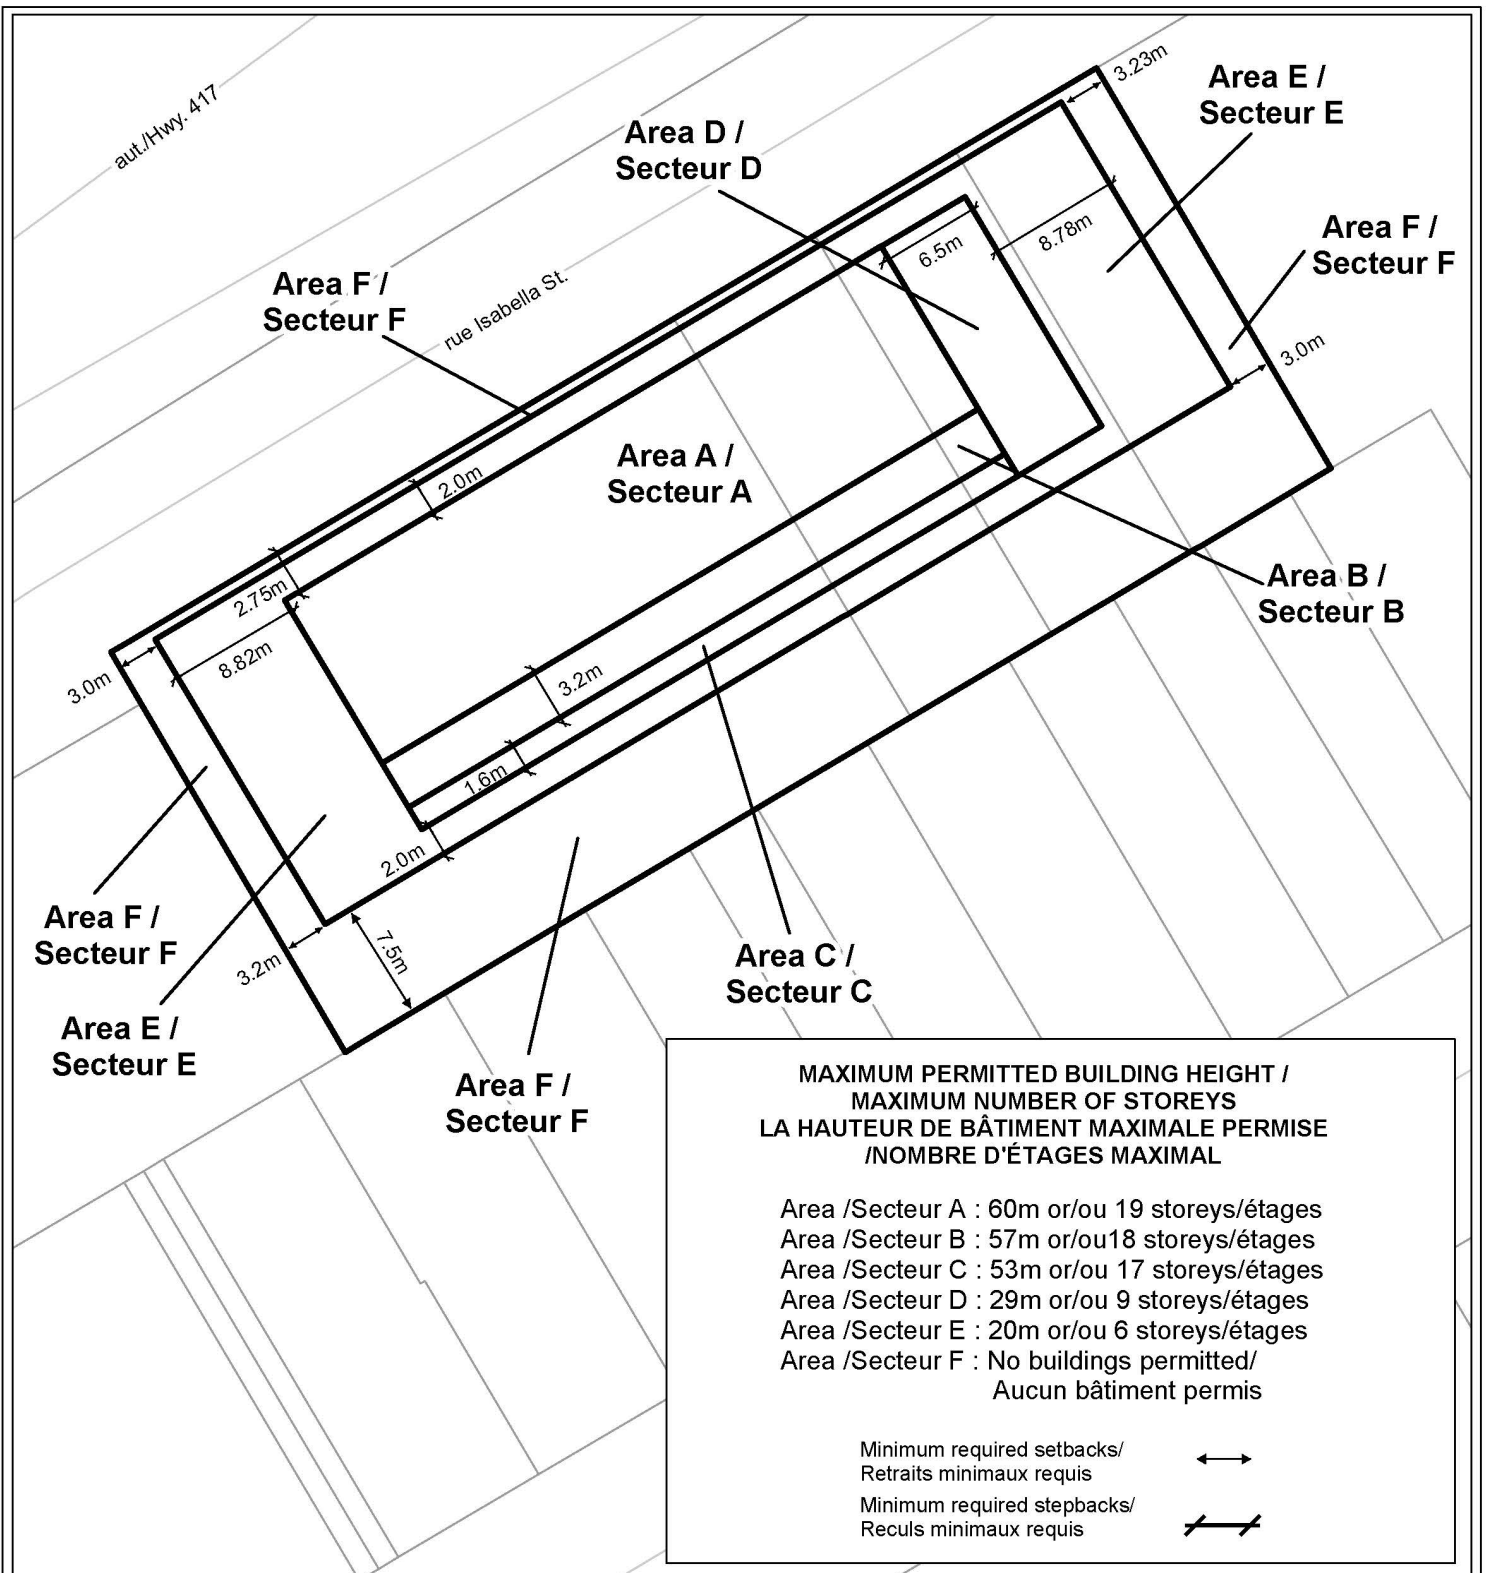 aut./Hwy. 417
rue Isabella St.
3.23m
Area E /
Secteur E
Area D /
Secteur D
6.5m
8.78m
Area F /
Secteur F
Area F /
Secteur F
3.0m
Area A /
Secteur A
2.0m
2.75m
8.82m
3.0m
3.2m
1.6m
2.0m
Area B /
Secteur B
Area F /
Secteur F
3.2m
7.5m
Area C /
Secteur C
Area E /
Secteur E
Area F /
Secteur F
MAXIMUM PERMITTED BUILDING HEIGHT /
MAXIMUM NUMBER OF STOREYS
LA HAUTEUR DE BÂTIMENT MAXIMALE PERMISE
/NOMBRE D'ÉTAGES MAXIMAL
Area /Secteur A : 60m or/ou 19 storeys/étages
Area /Secteur B : 57m or/ou18 storeys/étages
Area /Secteur C : 53m or/ou 17 storeys/étages
Area /Secteur D : 29m or/ou 9 storeys/étages
Area /Secteur E : 20m or/ou 6 storeys/étages
Area /Secteur F : No buildings permitted/
Aucun bâtiment permis
Minimum required setbacks/
Retraits minimaux requis
Minimum required stepbacks/
Reculs minimaux requis